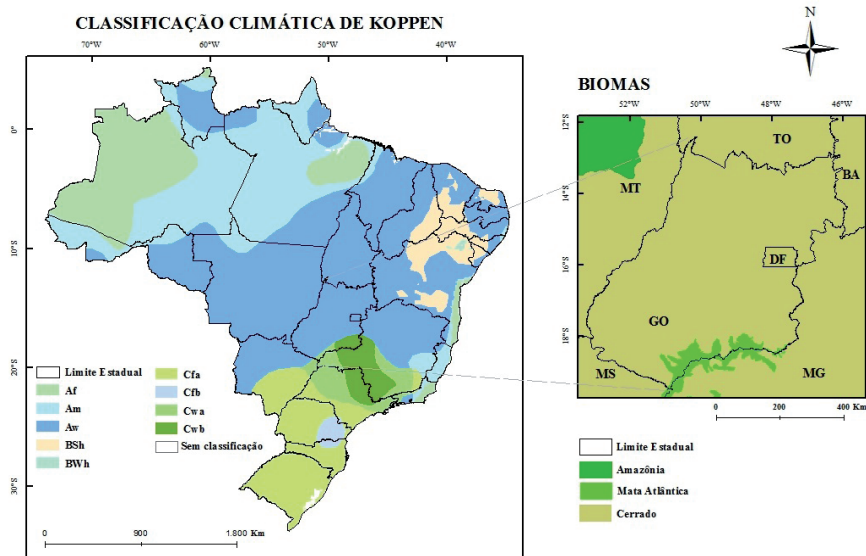 CLASSIFICAÇÃO CLIMÁTICA DE KOPPEN
N
70°W 60°W 50°W 40°W
0°
10°S
20°S
30°S
Limite Estadual
Af
Am
Aw
BSh
BWh
Cfa
Cfb
Cwa
Cwb
Sem classificação
0 900 1.800 Km
BIOMAS
52°W 50°W 48°W 46°W
12°S
14°S
16°S
18°S
TO
BA
MT
DF
GO
MS
MG
0 200 400 Km
Limite Estadual
Amazônia
Mata Atlântica
Cerrado